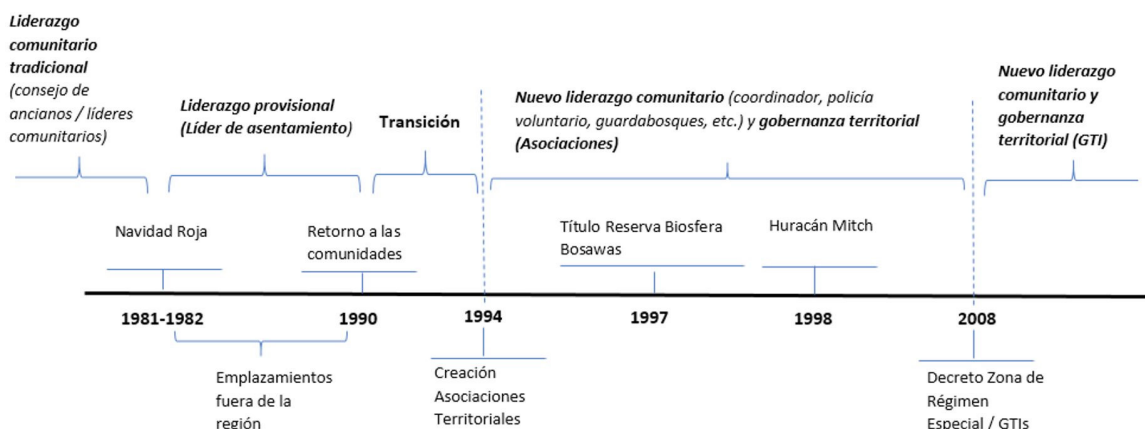 Liderazgo
comunitario
tradicional
(consejo de
ancianos / líderes
comunitarios)
Liderazgo provisional
(Líder de asentamiento)
Transición
Nuevo liderazgo comunitario (coordinador, policía
voluntario, guardabosques, etc.) y gobernanza territorial
(Asociaciones)
Nuevo liderazgo
comunitario y
gobernanza
territorial (GTI)
Navidad Roja
Retorno a las
comunidades
Título Reserva Biosfera
Bosawas
Huracán Mitch
1981-1982
1990
1994
1997
1998
2008
Emplazamientos
fuera de la
región
Creación
Asociaciones
Territoriales
Decreto Zona de
Régimen
Especial / GTIs